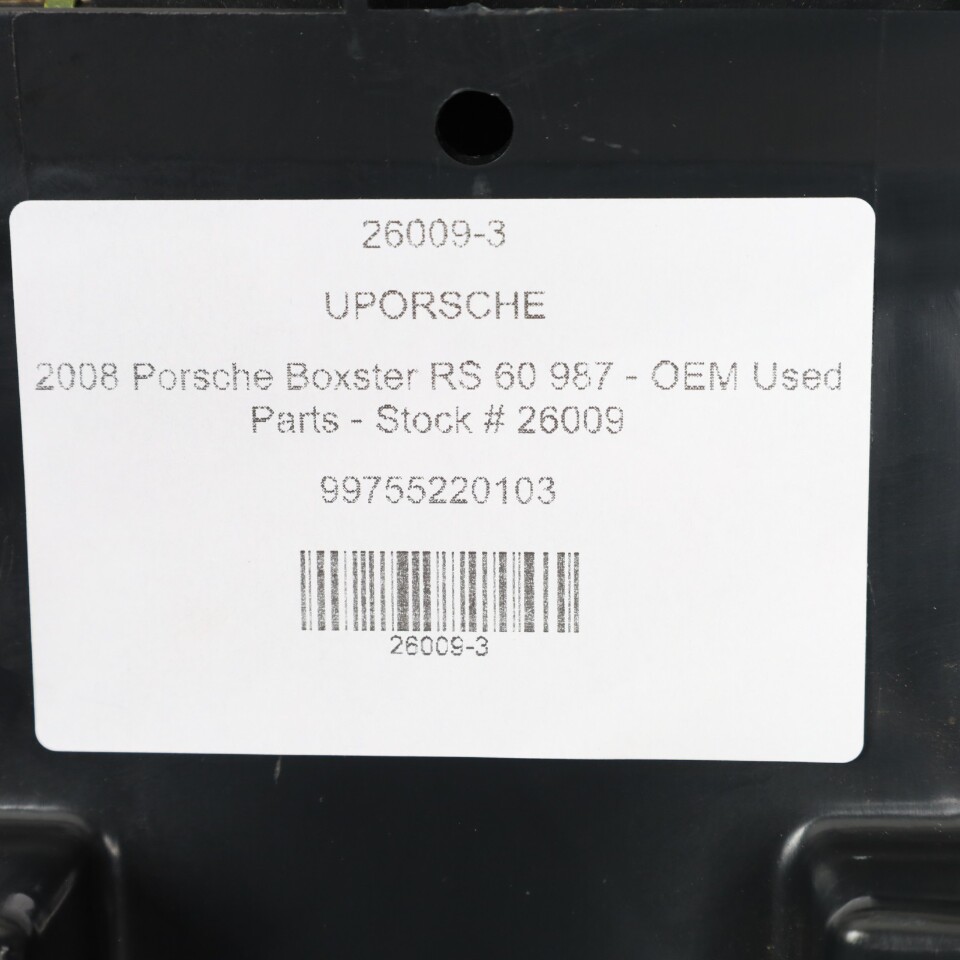 26009-3
UPORSCHE
2008 Porsche Boxster RS 60 987 - OEM Used
Parts - Stock # 26009
99755220103
26009-3